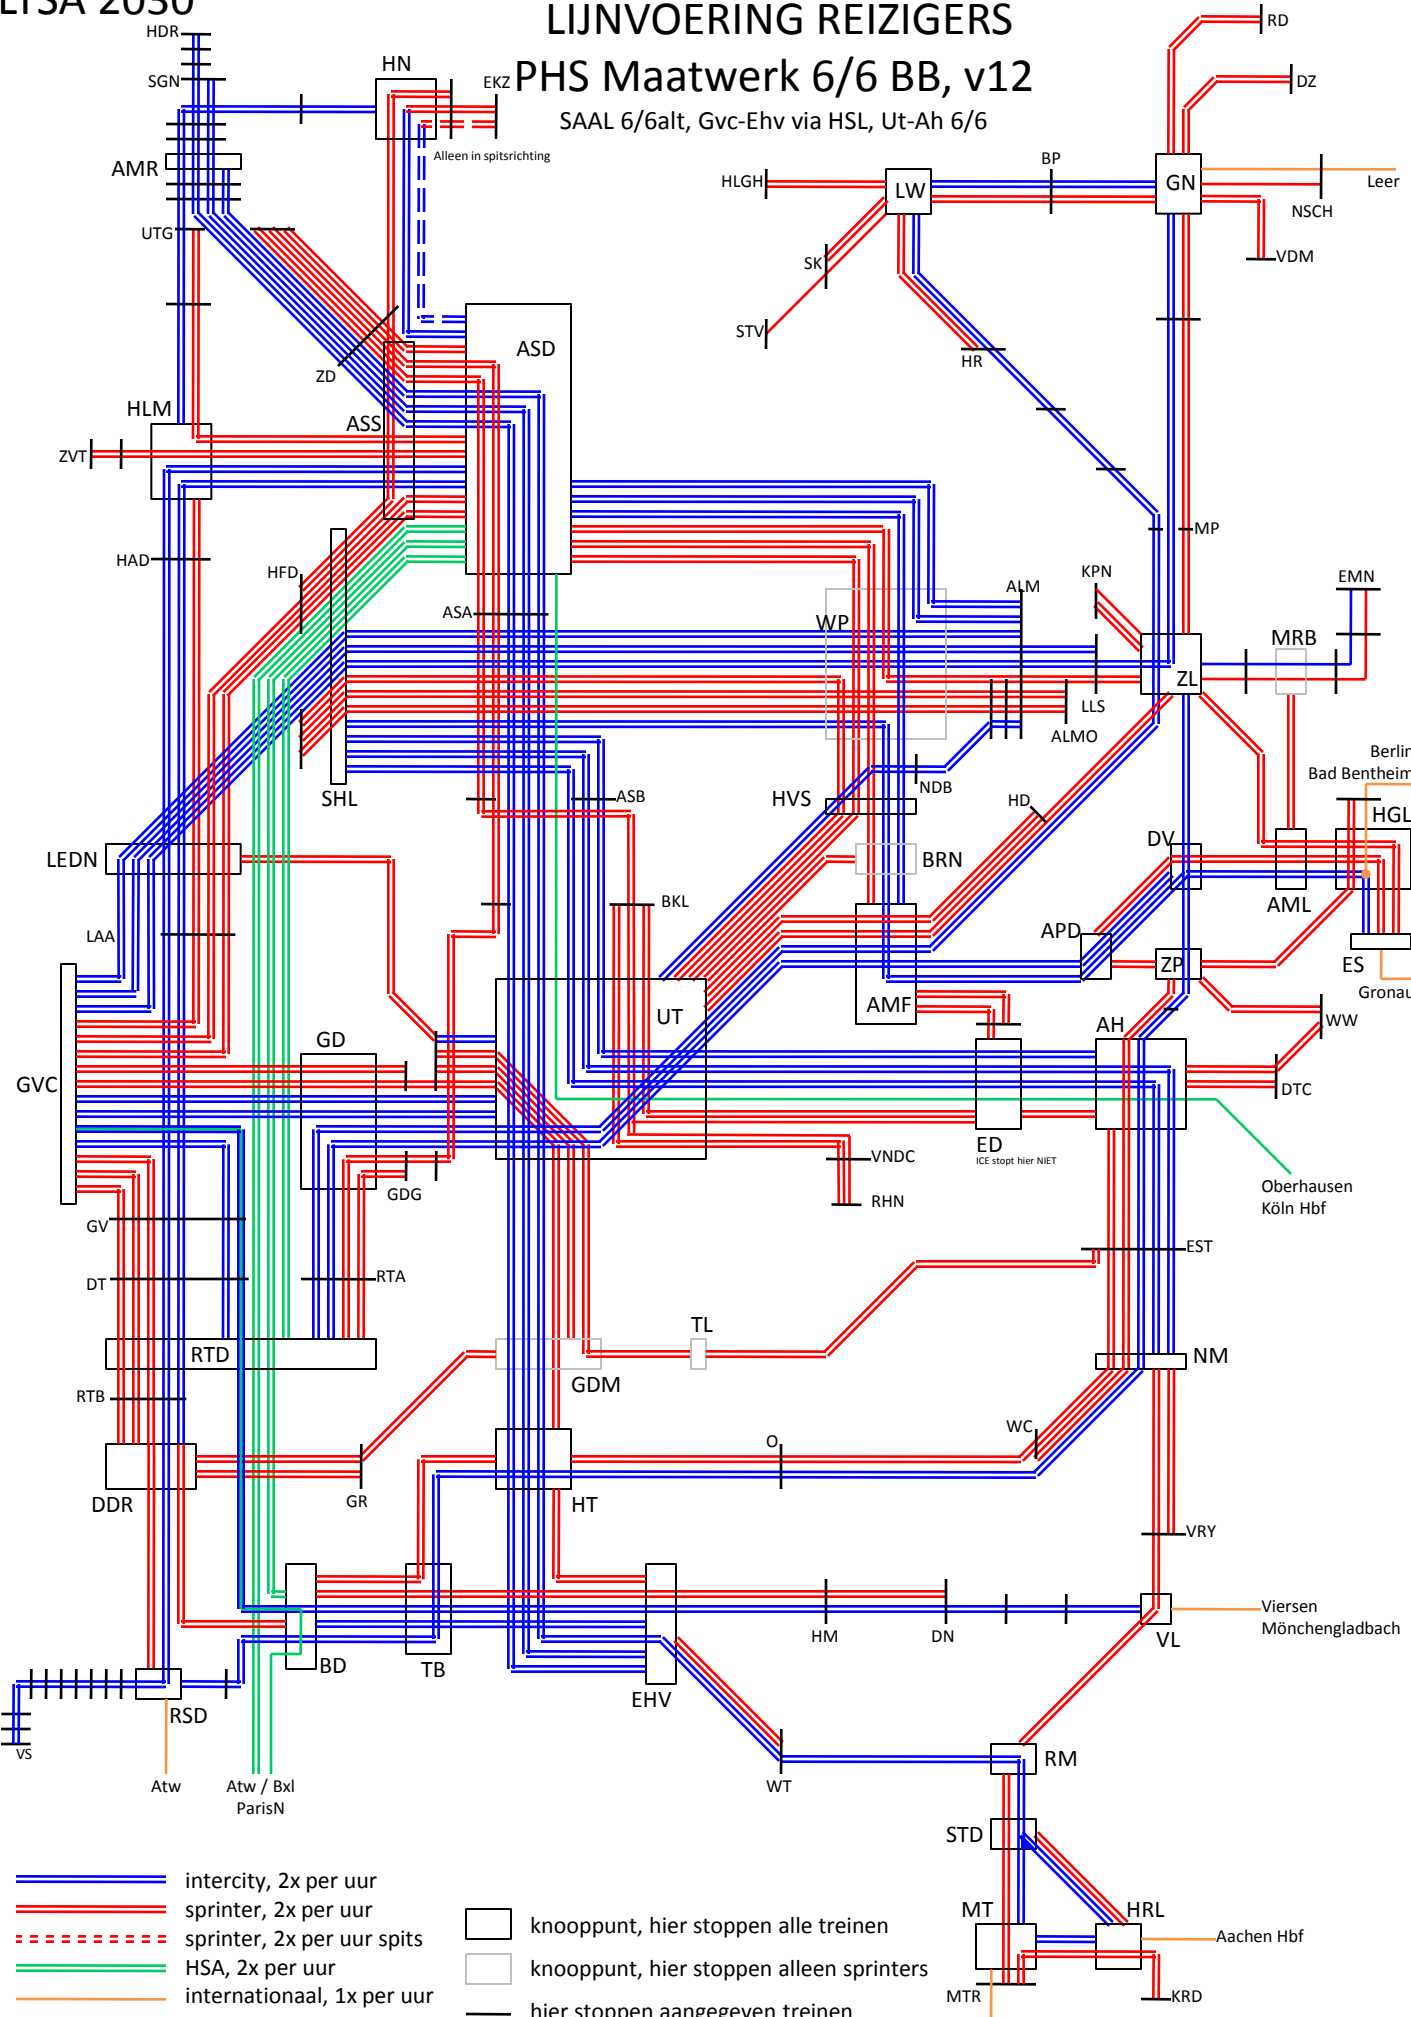 LTSA 2030
LIJNVOERING REIZIGERS
PHS Maatwerk 6/6 BB, v12
SAAL 6/6alt, Gvc-Ehv via HSL, Ut-Ah 6/6
HDR
SGN
HN
EKZ
Alleen in spitsrichting
AMR
UTG
RD
DZ
BP
HLGH
LW
GN
Leer
NSCH
VDM
SK
STV
HR
ASD
ZD
ASS
HLM
ZVT
HAD
HFD
MP
ASA
WP
ALM
KPN
EMN
MRB
ZL
LLS
ALMO
SHL
ASB
HVS
NDB
HD
Berlin
Bad Bentheim
HGL
LEDN
BRN
DV
AML
BKL
LAA
APD
ES
ZP
Gronau
AMF
UT
AH
WW
GD
GVC
DTC
ED
ICE stopt hier NIET
VNDC
GDG
RHN
Oberhausen
Köln Hbf
GV
EST
DT
RTA
TL
RTD
NM
GDM
RTB
WC
O
DDR
GR
HT
VRY
Viersen
Mönchengladbach
HM
DN
VL
BD
TB
EHV
RSD
VS
RM
Atw
Atw / Bxl
ParisN
WT
STD
intercity, 2x per uur
sprinter, 2x per uur
sprinter, 2x per uur spits
HSA, 2x per uur
internationaal, 1x per uur
knooppunt, hier stoppen alle treinen
knooppunt, hier stoppen alleen sprinters
hier stoppen aangegeven treinen
MT
HRL
Aachen Hbf
MTR
KRD